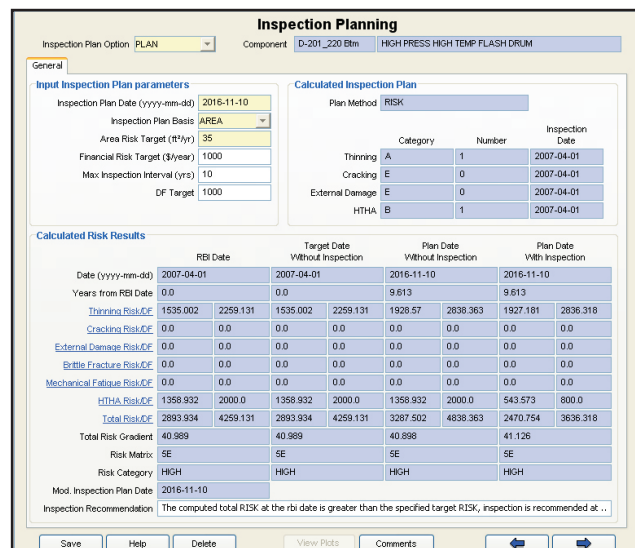 Inspection Planning
Inspection Plan Option PLAN Component D-201_220 Btm HIGH PRESS HIGH TEMP FLASH DRUM
General
Input Inspection Plan parameters
Inspection Plan Date (yyyy-mm-dd) 2016-11-10
Inspection Plan Basis AREA
Area Risk Target (ft²/yr) 35
Financial Risk Target ($/year) 1000
Max Inspection Interval (yrs) 10
DF Target 1000
Calculated Inspection Plan
Plan Method RISK
Category Number Inspection Date
Thinning A 1 2007-04-01
Cracking E 0 2007-04-01
External Damage E 0 2007-04-01
HTHA B 1 2007-04-01
Calculated Risk Results
RBI Date Target Date Without Inspection Plan Date Without Inspection Plan Date With Inspection
Date (yyyy-mm-dd) 2007-04-01 2007-04-01 2016-11-10 2016-11-10
Years from RBI Date 0.0 0.0 9.613 9.613
Thinning Risk/DF 1535.002 2259.131 1535.002 2259.131 1928.57 2838.363 1927.181 2836.318
Cracking Risk/DF 0.0 0.0 0.0 0.0 0.0 0.0 0.0 0.0
External Damage Risk/DF 0.0 0.0 0.0 0.0 0.0 0.0 0.0 0.0
Brittle Fracture Risk/DF 0.0 0.0 0.0 0.0 0.0 0.0 0.0 0.0
Mechanical Fatigue Risk/DF 0.0 0.0 0.0 0.0 0.0 0.0 0.0 0.0
HTHA Risk/DF 1358.932 2000.0 1358.932 2000.0 1358.932 2000.0 543.573 800.0
Total Risk/DF 2893.934 4259.131 2893.934 4259.131 3287.502 4838.363 2470.754 3636.318
Total Risk Gradient 40.989 40.989 40.898 41.126
Risk Matrix 5E 5E 5E 5E
Risk Category HIGH HIGH HIGH HIGH
Mod. Inspection Plan Date 2016-11-10
Inspection Recommendation The computed total RISK at the rbi date is greater than the specified target RISK, inspection is recommended at ..
Save Help Delete View Plots Comments